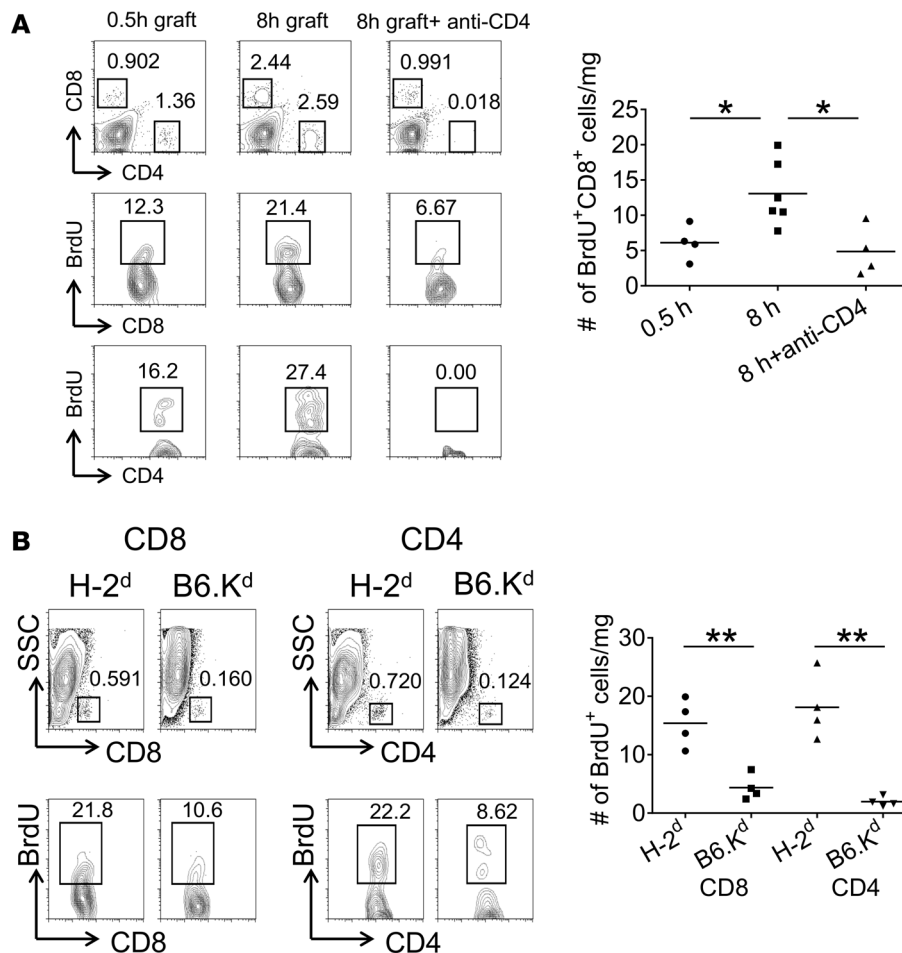 A
0.5h graft 8h graft 8h graft+ anti-CD4
CD8
0.902 1.36
2.44 2.59
0.991 0.018
CD4
BrdU
12.3 21.4 6.67
CD8
BrdU
16.2 27.4 0.00
CD4
# of BrdU⁺CD8⁺ cells/mg
25
20
15
10
5
0
* *
0.5 h 8 h 8 h+anti-CD4
B
CD8 CD4
H-2ᵈ B6.Kᵈ H-2ᵈ B6.Kᵈ
SSC
0.591 0.160
CD8
SSC
0.720 0.124
CD4
BrdU
21.8 10.6
CD8
BrdU
22.2 8.62
CD4
# of BrdU⁺ cells/mg
30
20
10
0
** **
H-2ᵈ B6.Kᵈ H-2ᵈ B6.Kᵈ
CD8 CD4